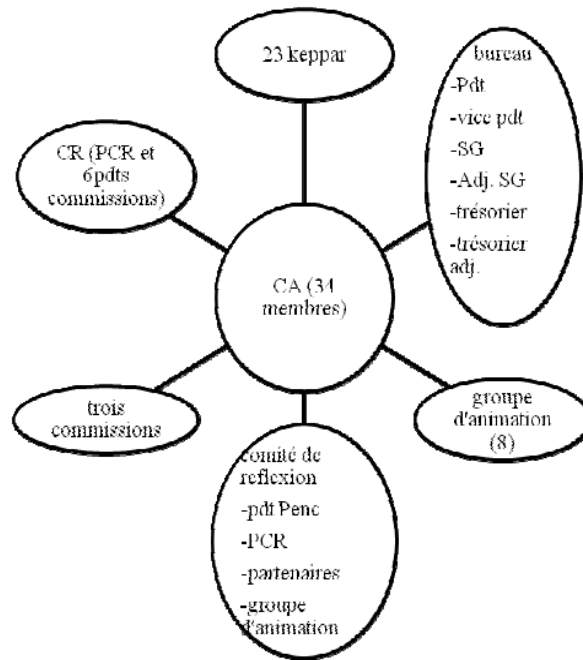 23 keppar
bureau
-Pdt
-vice pdt
-SG
-Adj. SG
-trésorier
-trésorier
adj.
CR (PCR et
6pdts
commissions)
CA (34
membres)
trois
commissions
groupe
d'animation
(8)
comité de
reflexion
-pdt Penc
-PCR
-partenaires
-groupe
d'animation